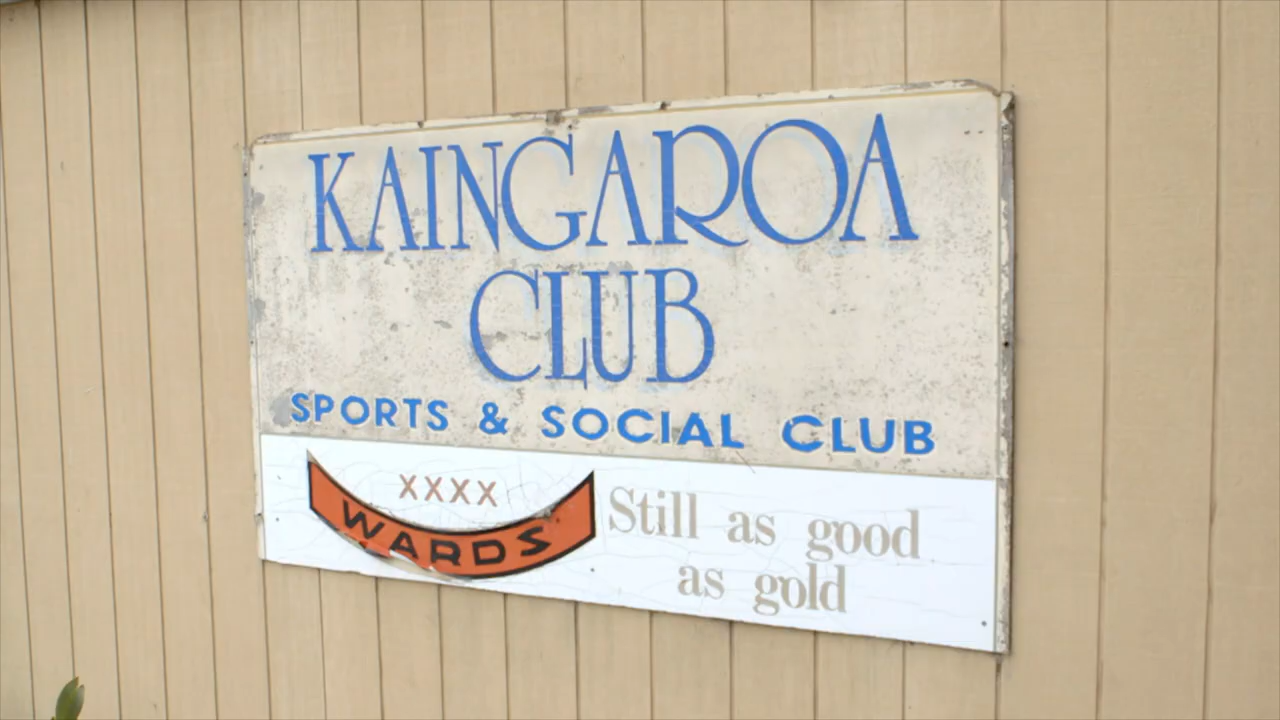 KAINGAROA
CLUB
SPORTS & SOCIAL CLUB
XXXX
WARDS
Still as good
as gold